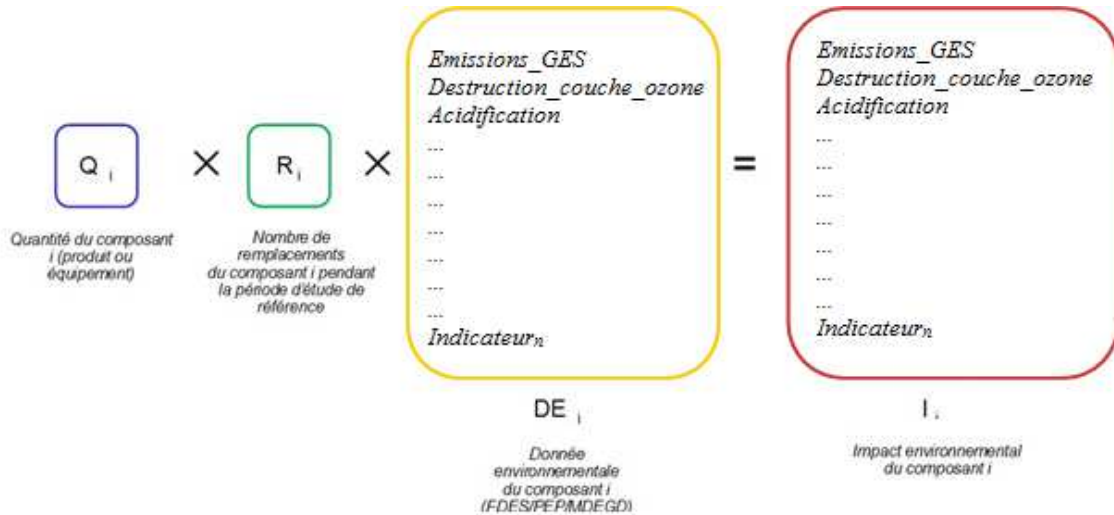 Q i
×
R i
×
=
Quantité du composant
i (produit ou
équipement)
Nombre de
remplacements
du composant i pendant
la période d'étude de
référence
Emissions_GES
Destruction_couche_ozone
Acidification
...
...
...
...
...
...
...
Indicateurn
DE i
Donnée
environnementale
du composant i
(FDES/PEP/MDEGD)
Emissions_GES
Destruction_couche_ozone
Acidification
...
...
...
...
...
...
...
Indicateurn
I i
Impact environnemental
du composant i